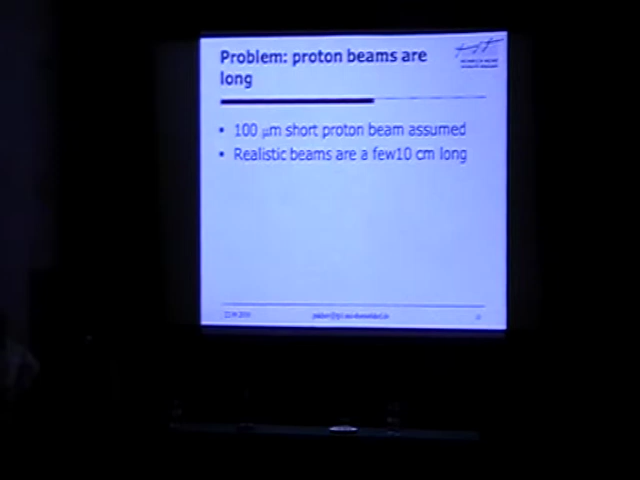 Problem: proton beams are
long
• 100 μm short proton beam assumed
• Realistic beams are a few10 cm long